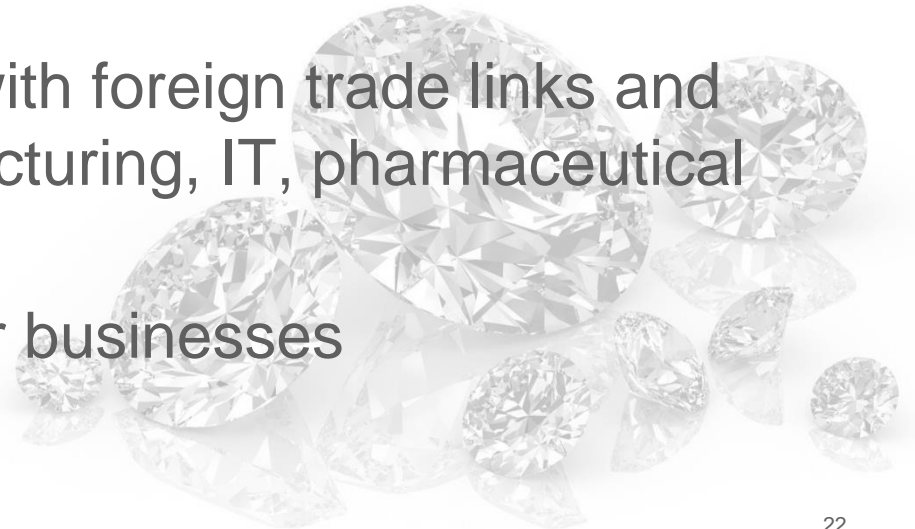 with foreign trade links and
cturing, IT, pharmaceutical
r businesses
22